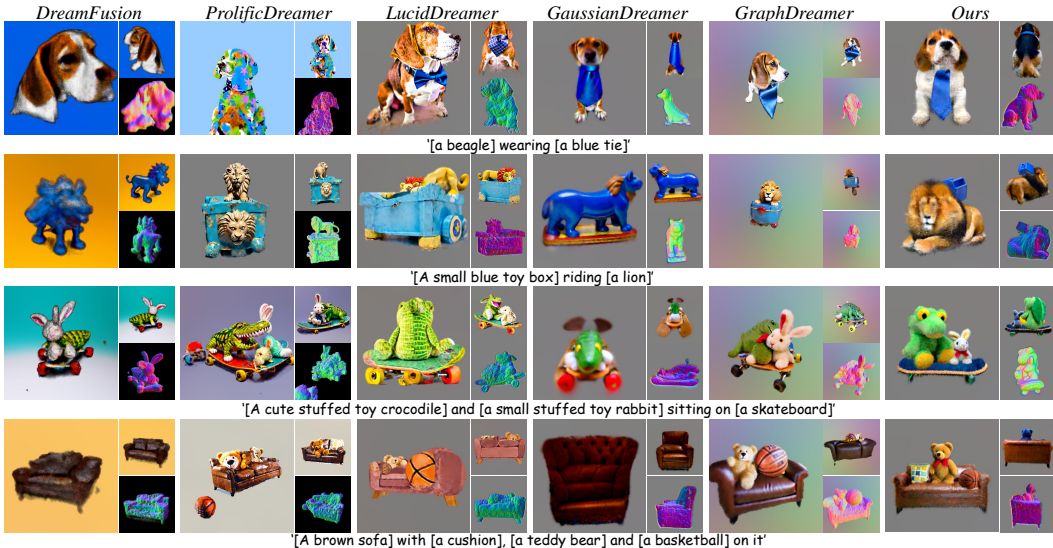 DreamFusion ProlificDreamer LucidDreamer GaussianDreamer GraphDreamer Ours
‘[a beagle] wearing [a blue tie]’
‘[A small blue toy box] riding [a lion]’
‘[A cute stuffed toy crocodile] and [a small stuffed toy rabbit] sitting on [a skateboard]’
‘[A brown sofa] with [a cushion], [a teddy bear] and [a basketball] on it’